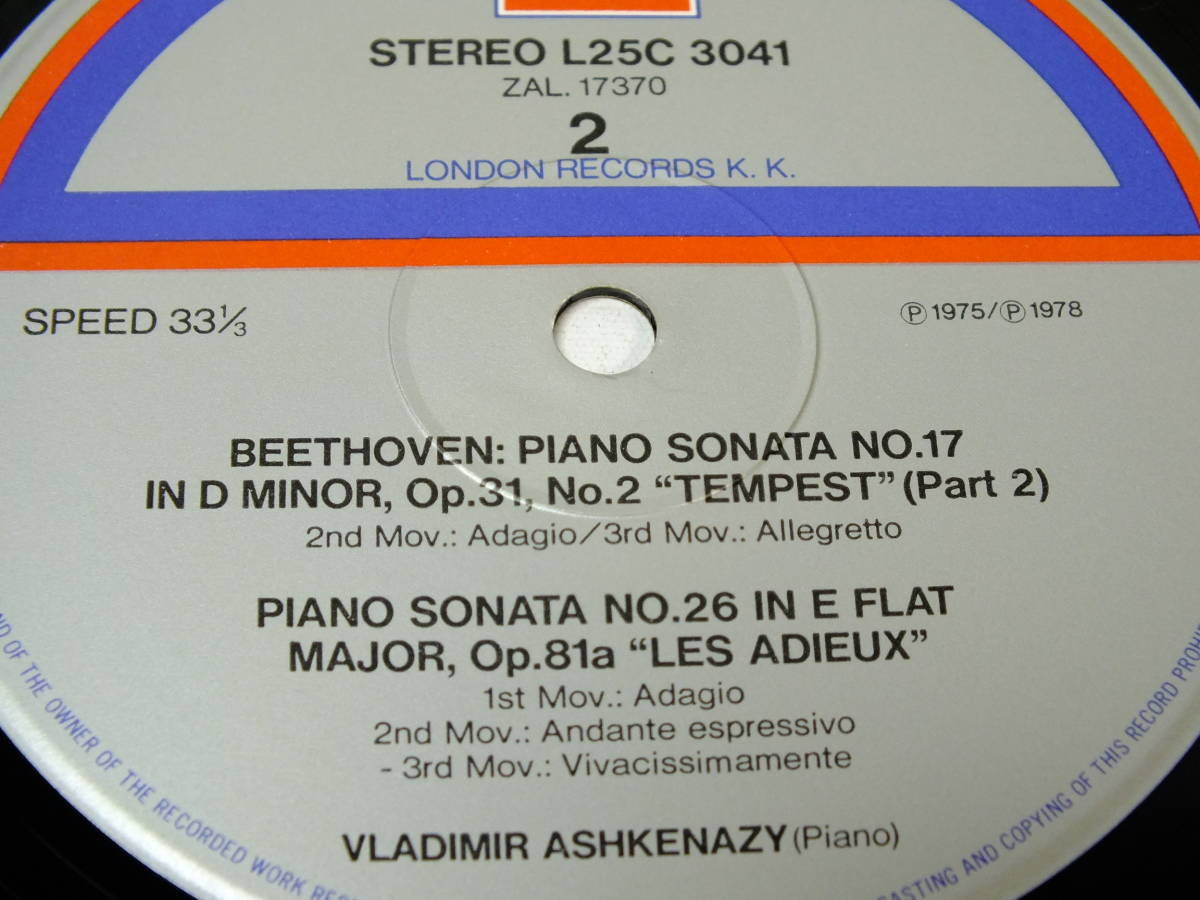 STEREO L25C 3041
ZAL. 17370
2
LONDON RECORDS K. K.
SPEED 33⅓
Ⓟ1975/Ⓟ1978
BEETHOVEN: PIANO SONATA NO.17
IN D MINOR, Op.31, No.2 “TEMPEST” (Part 2)
2nd Mov.: Adagio/3rd Mov.: Allegretto
PIANO SONATA NO.26 IN E FLAT
MAJOR, Op.81a “LES ADIEUX”
1st Mov.: Adagio
2nd Mov.: Andante espressivo
- 3rd Mov.: Vivacissimamente
VLADIMIR ASHKENAZY (Piano)
OF THE OWNER OF THE RECORDED WORK
AND COPYING OF THIS RECORD